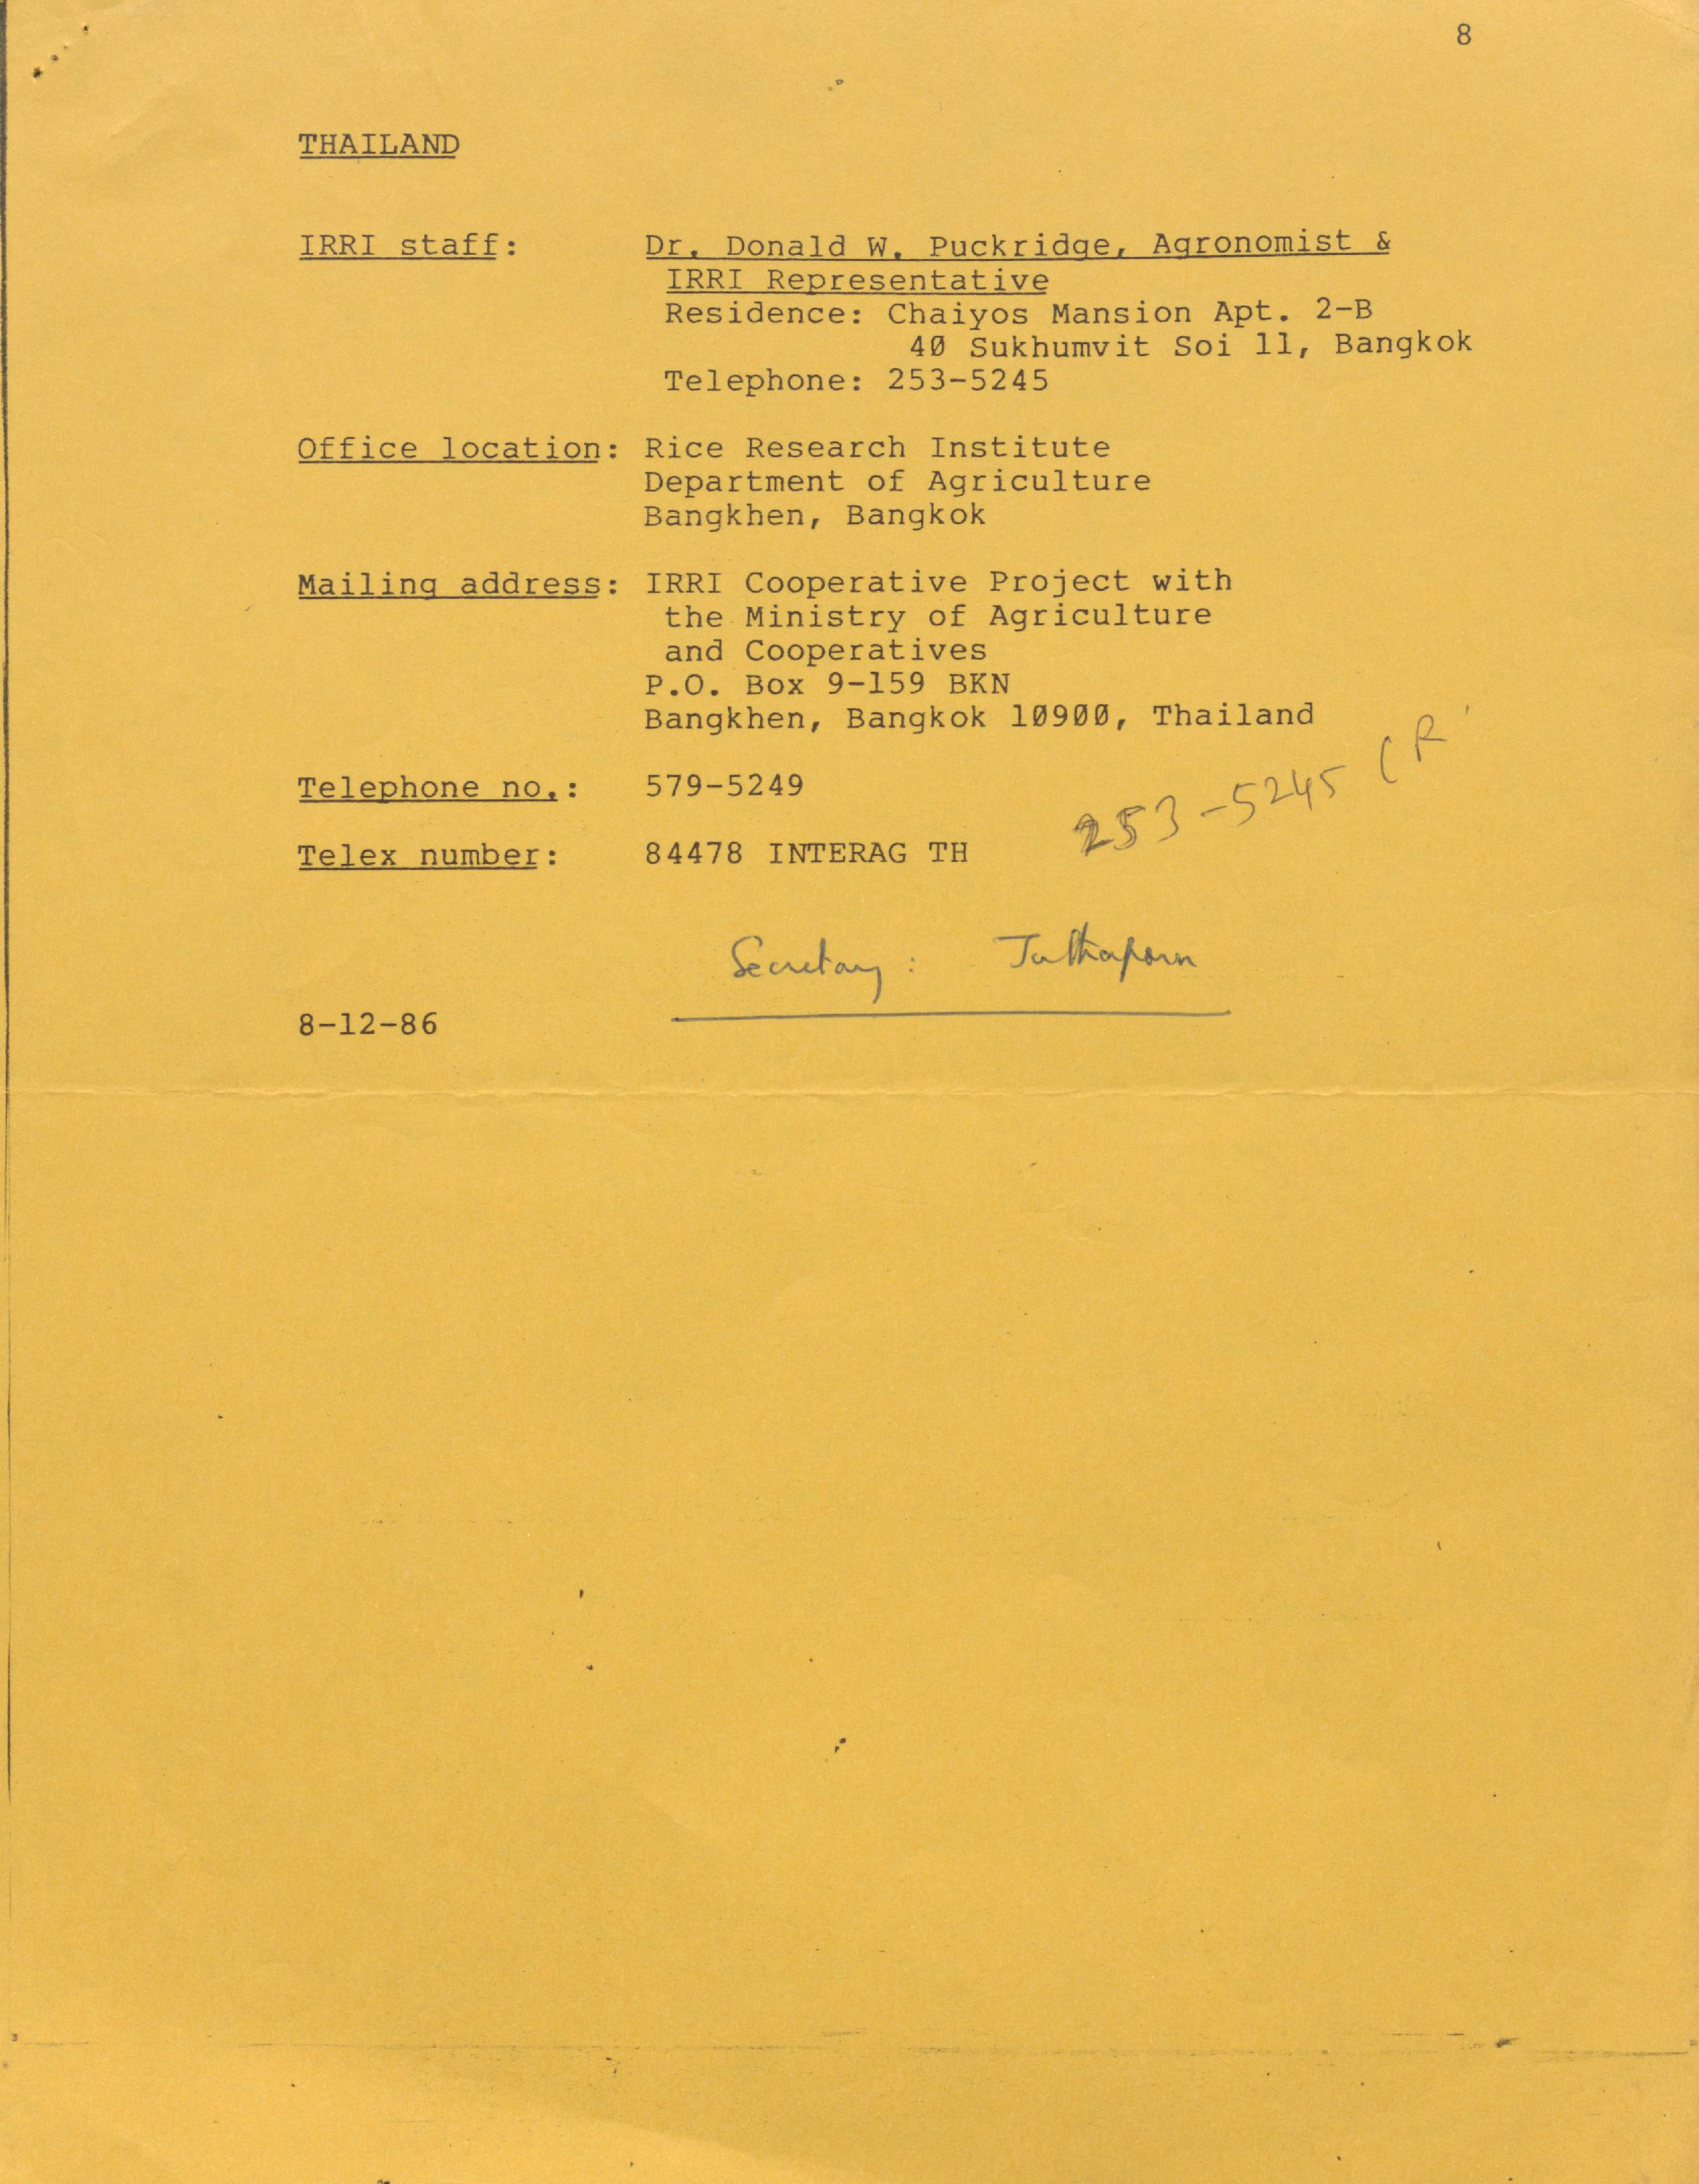 8
THAILAND
IRRI staff: Dr. Donald W. Puckridge, Agronomist &
IRRI Representative
Residence: Chaiyos Mansion Apt. 2-B
40 Sukhumvit Soi 11, Bangkok
Telephone: 253-5245
Office location: Rice Research Institute
Department of Agriculture
Bangkhen, Bangkok
Mailing address: IRRI Cooperative Project with
the Ministry of Agriculture
and Cooperatives
P.O. Box 9-159 BKN
Bangkhen, Bangkok 10900, Thailand
Telephone no.: 579-5249
253-5245 (R
Telex number: 84478 INTERAG TH
Secretary :
8-12-86